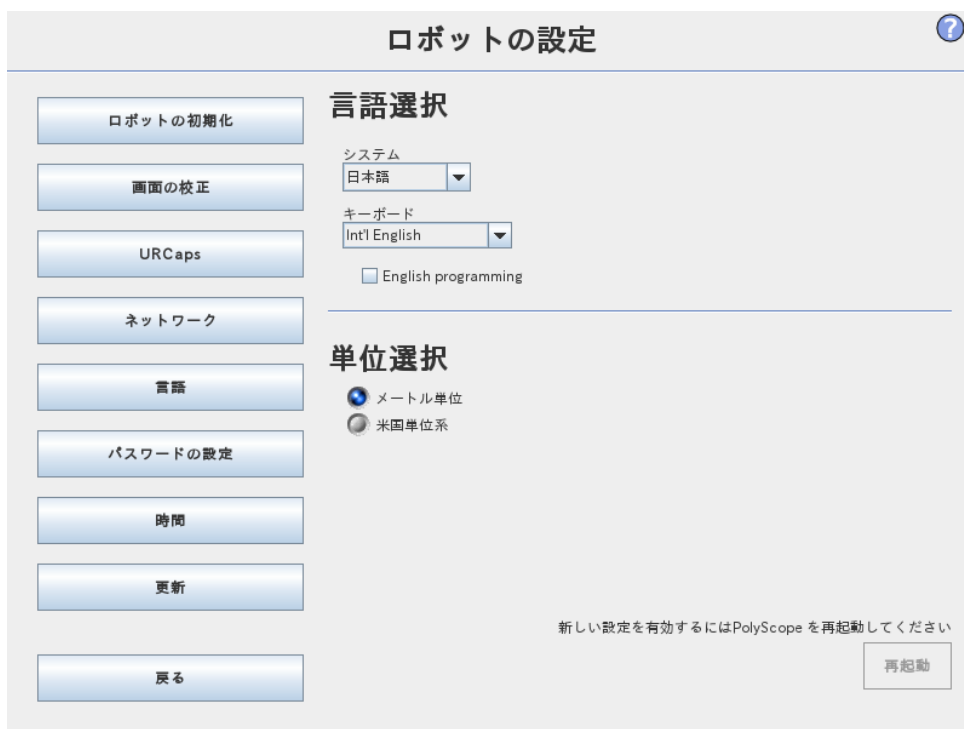 ロボットの設定
?
ロボットの初期化
画面の校正
URCaps
ネットワーク
言語
パスワードの設定
時間
更新
戻る
言語選択
システム
日本語
キーボード
Int'l English
English programming
単位選択
メートル単位
米国単位系
新しい設定を有効するにはPolyScope を再起動してください
再起動